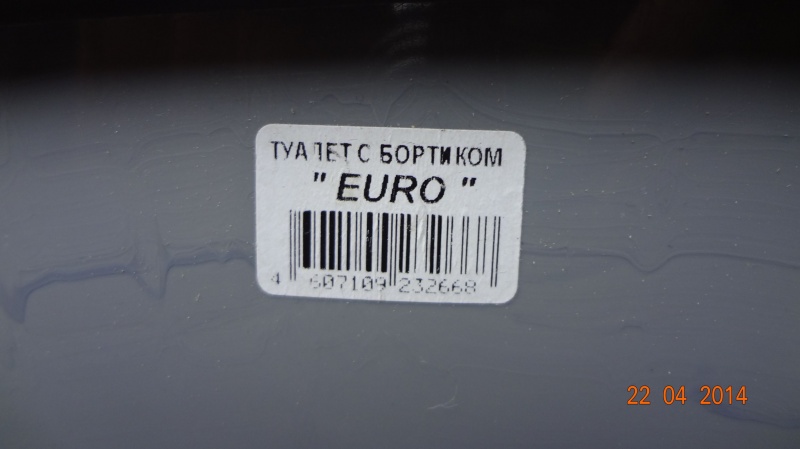 ТУАЛЕТ С БОРТИКОМ
" EURO "
4 607109 232668
22 04 2014